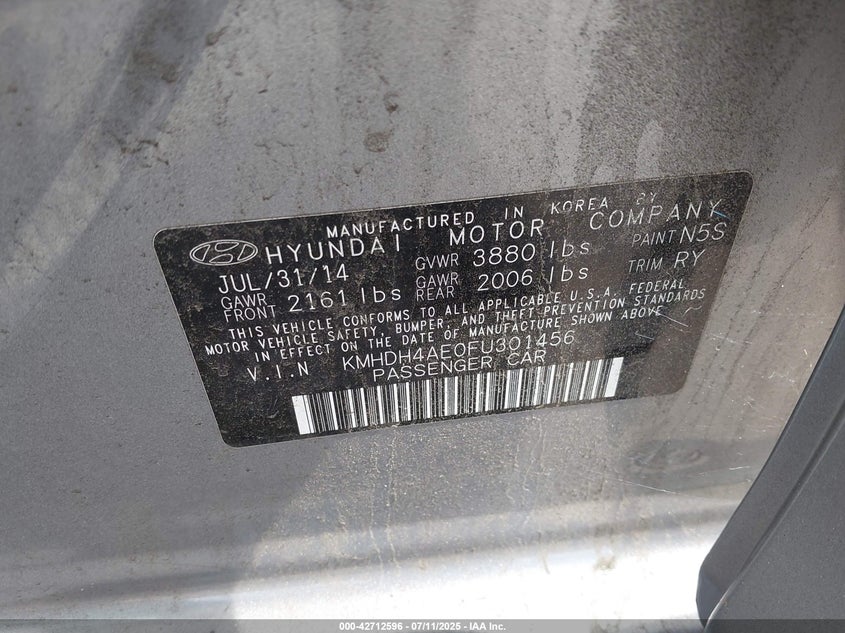 MANUFACTURED IN KOREA BY
HYUNDAI MOTOR COMPANY
JUL/31/14 GVWR 3880 lbs PAINT N5S
GAWR FRONT 2161 lbs GAWR REAR 2006 lbs TRIM RY
THIS VEHICLE CONFORMS TO ALL APPLICABLE U.S.A. FEDERAL
MOTOR VEHICLE SAFETY, BUMPER, AND THEFT PREVENTION STANDARDS
IN EFFECT ON THE DATE OF MANUFACTURE SHOWN ABOVE
V.I.N KMHDH4AE0FU301456
PASSENGER CAR
000-42712596 - 07/11/2025 - IAA Inc.